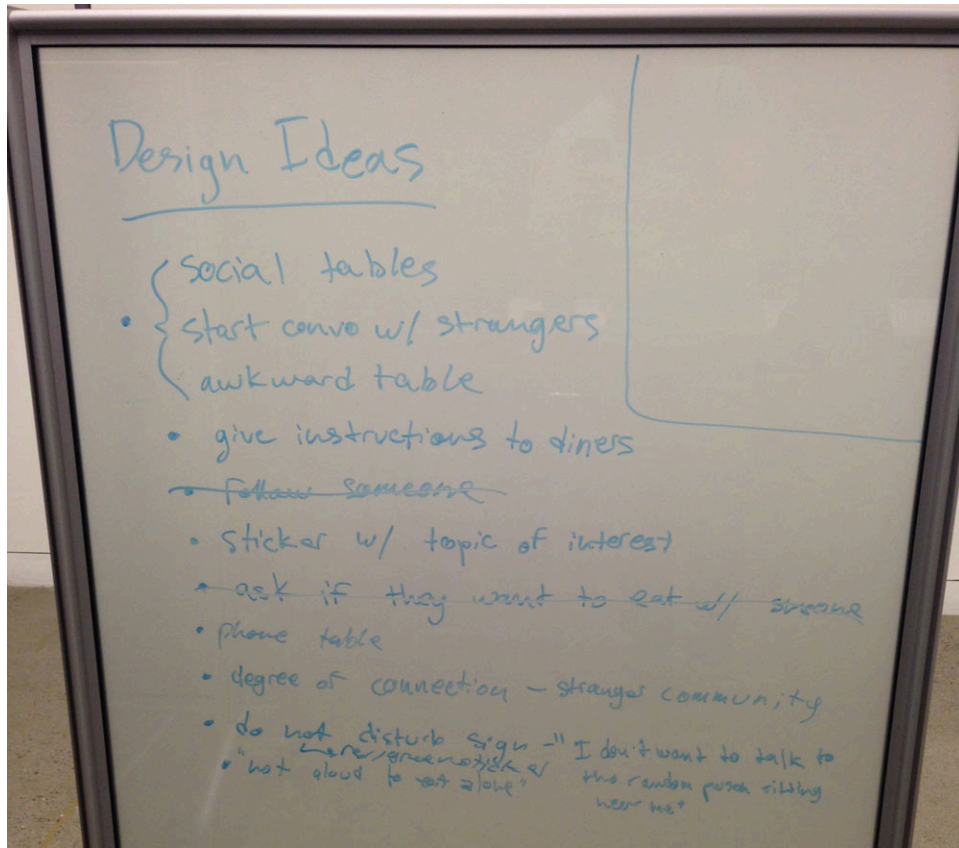 Design Ideas
social tables
• start convo w/ strangers
awkward table
• give instructions to diners
• follow someone
• sticker w/ topic of interest
• ask if they want to eat w/ someone
• phone table
• degree of connection - stranger community
• do not disturb sign - "I don't want to talk to
the random person sitting
near me"
• "not aloud to eat alone"